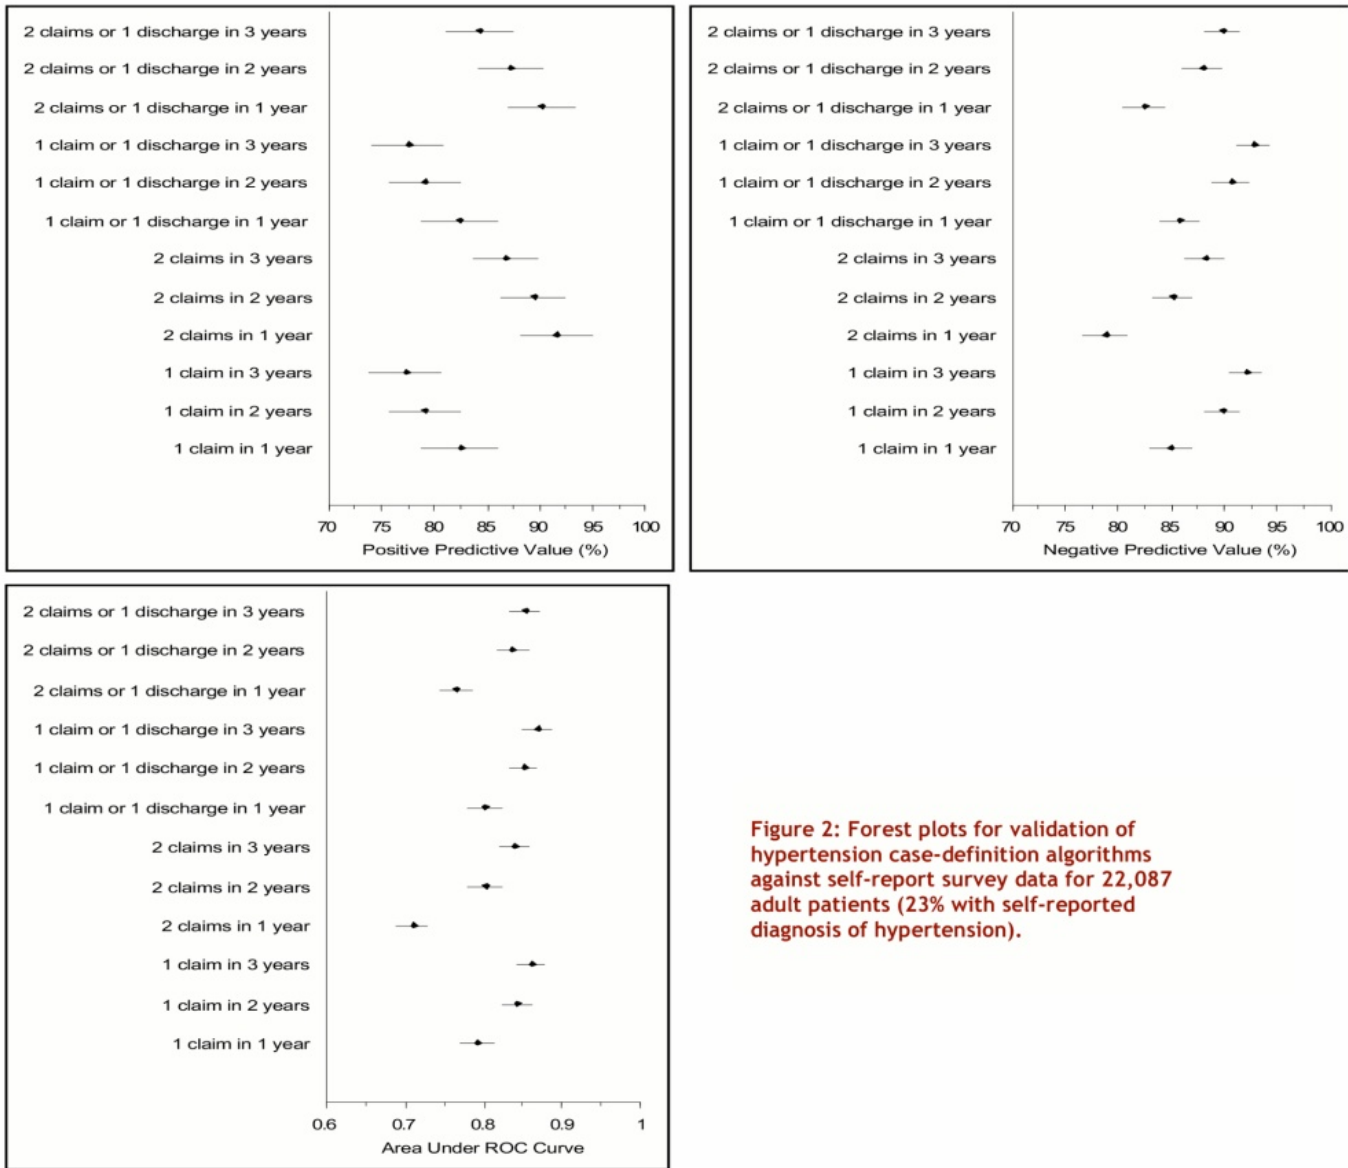 2 claims or 1 discharge in 3 years
2 claims or 1 discharge in 2 years
2 claims or 1 discharge in 1 year
1 claim or 1 discharge in 3 years
1 claim or 1 discharge in 2 years
1 claim or 1 discharge in 1 year
2 claims in 3 years
2 claims in 2 years
2 claims in 1 year
1 claim in 3 years
1 claim in 2 years
1 claim in 1 year
70 75 80 85 90 95 100
Positive Predictive Value (%)
2 claims or 1 discharge in 3 years
2 claims or 1 discharge in 2 years
2 claims or 1 discharge in 1 year
1 claim or 1 discharge in 3 years
1 claim or 1 discharge in 2 years
1 claim or 1 discharge in 1 year
2 claims in 3 years
2 claims in 2 years
2 claims in 1 year
1 claim in 3 years
1 claim in 2 years
1 claim in 1 year
70 75 80 85 90 95 100
Negative Predictive Value (%)
2 claims or 1 discharge in 3 years
2 claims or 1 discharge in 2 years
2 claims or 1 discharge in 1 year
1 claim or 1 discharge in 3 years
1 claim or 1 discharge in 2 years
1 claim or 1 discharge in 1 year
2 claims in 3 years
2 claims in 2 years
2 claims in 1 year
1 claim in 3 years
1 claim in 2 years
1 claim in 1 year
0.6 0.7 0.8 0.9 1
Area Under ROC Curve
Figure 2: Forest plots for validation of
hypertension case-definition algorithms
against self-report survey data for 22,087
adult patients (23% with self-reported
diagnosis of hypertension).